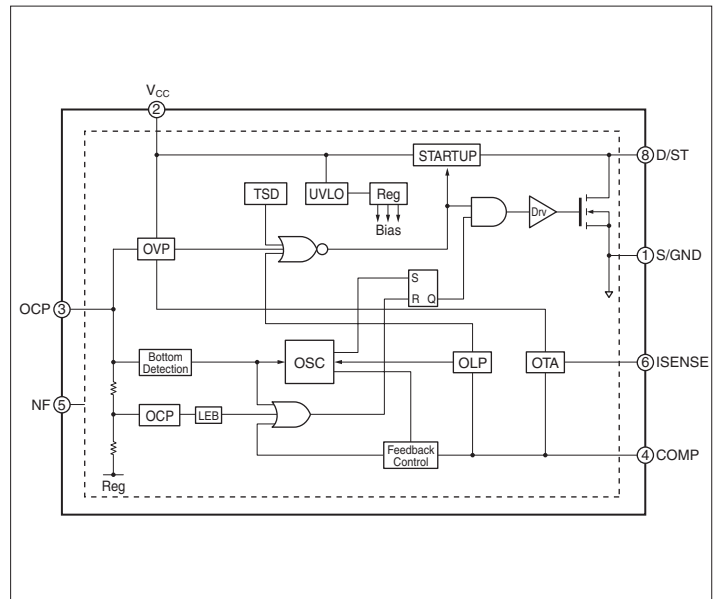 VCC
②
STARTUP
⑧ D/ST
TSD
UVLO
Reg
Drv
Bias
OVP
① S/GND
S
R Q
OCP ③
Bottom
Detection
OSC
OLP
OTA
⑥ ISENSE
NF ⑤
OCP
LEB
Feedback
Control
④ COMP
Reg